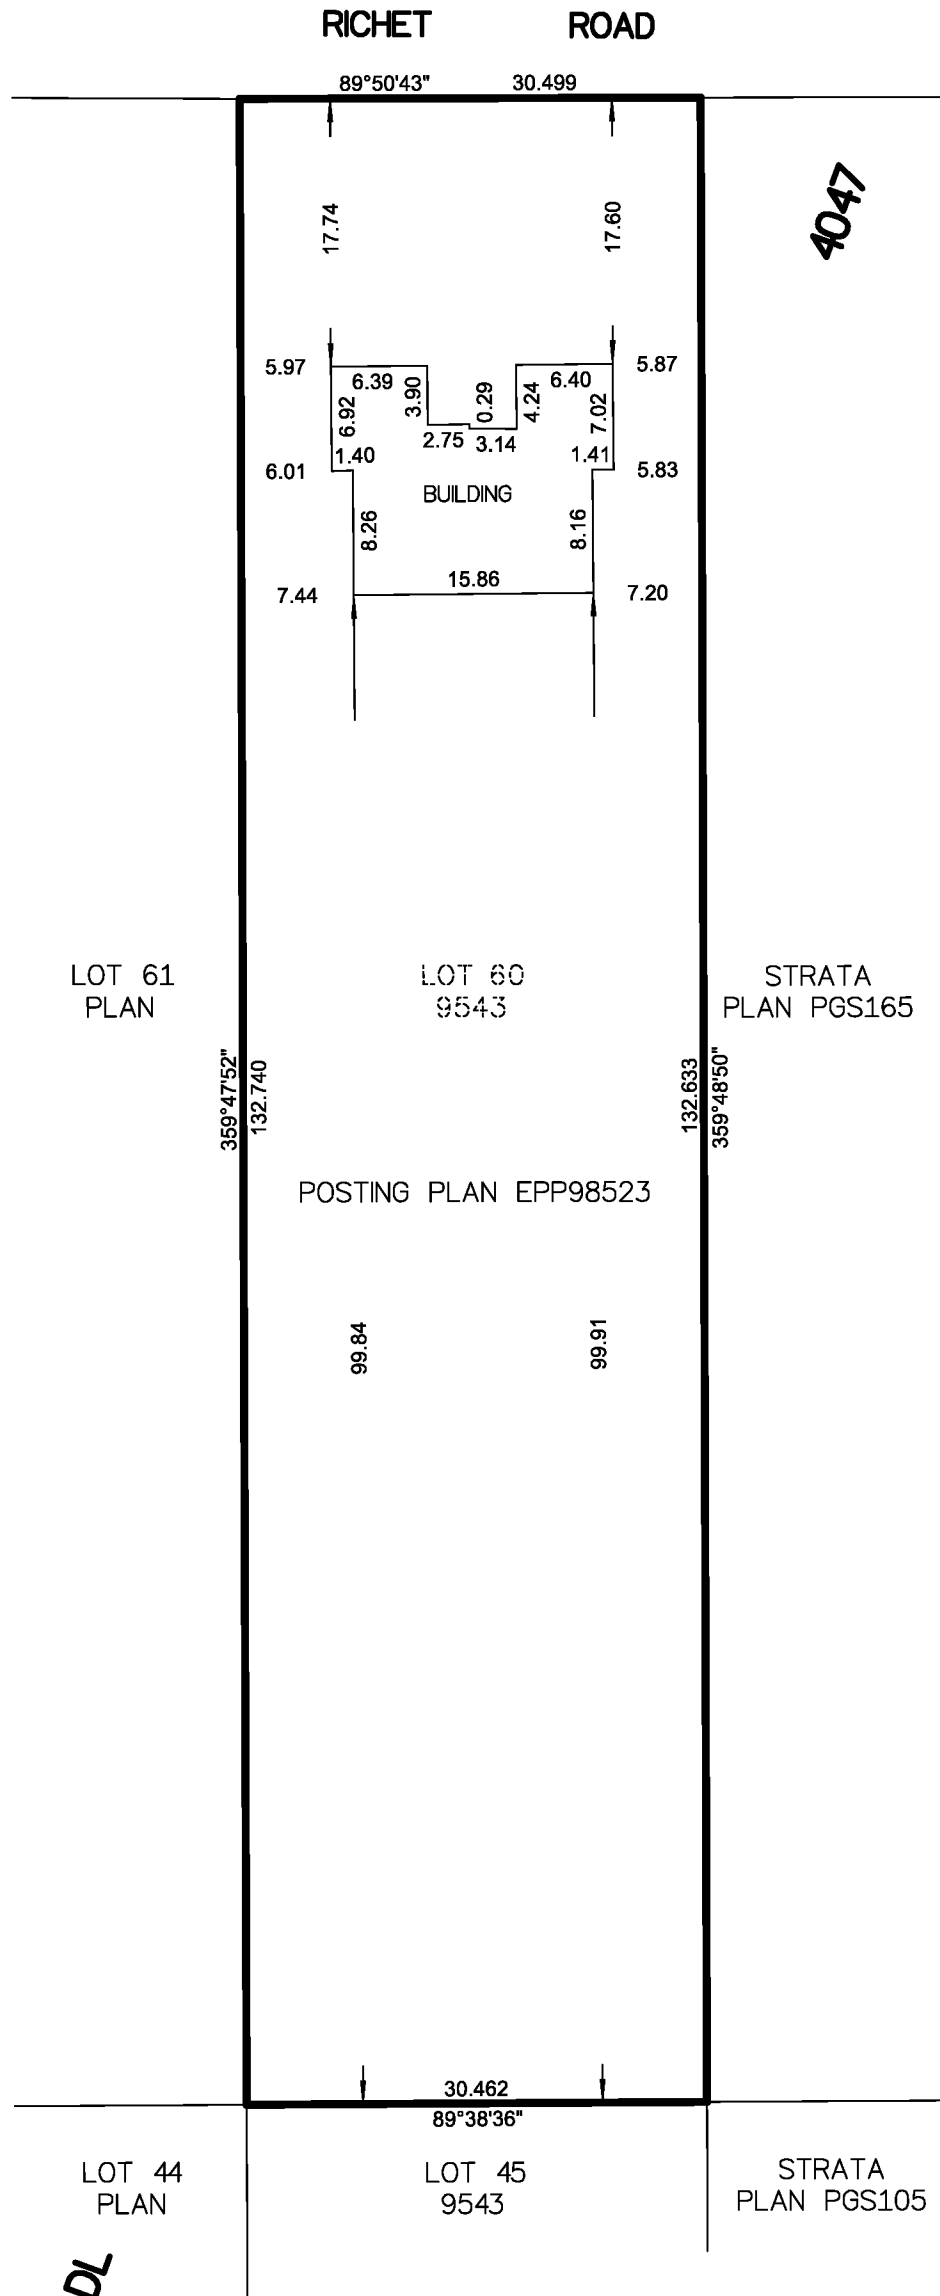 RICHET ROAD
89°50'43" 30.499
4047
17.74 17.60
5.97 5.87
6.39 6.40
6.92 3.90 0.29 4.24 7.02
2.75 3.14
1.40 1.41
6.01 5.83
BUILDING
8.26 8.16
15.86
7.44 7.20
LOT 61
PLAN
LOT 60
9543
STRATA
PLAN PGS165
359°47'52"
132.740
132.633
359°48'50"
POSTING PLAN EPP98523
99.84 99.91
30.462
89°38'36"
LOT 44
PLAN
LOT 45
9543
STRATA
PLAN PGS105
DL